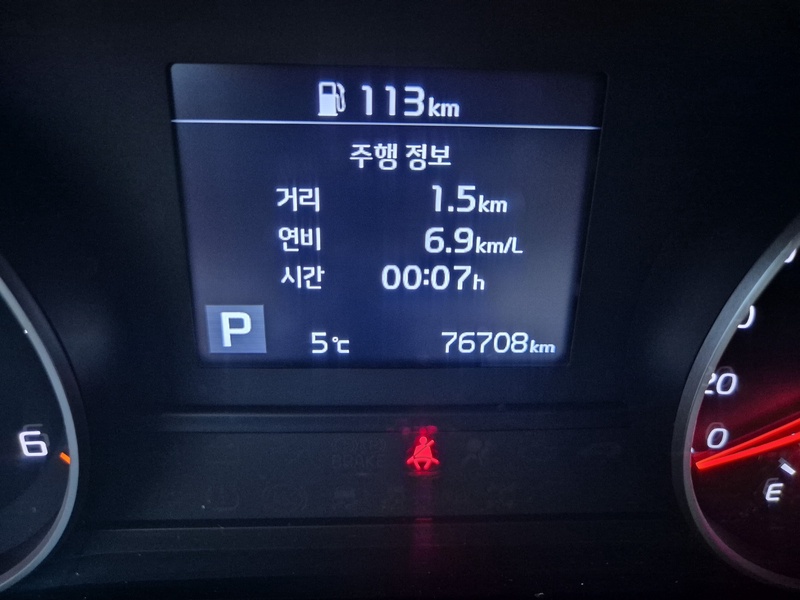 113km
주행 정보
거리 1.5km
연비 6.9km/L
시간 00:07h
P 5℃ 76708km
6
20
0
E